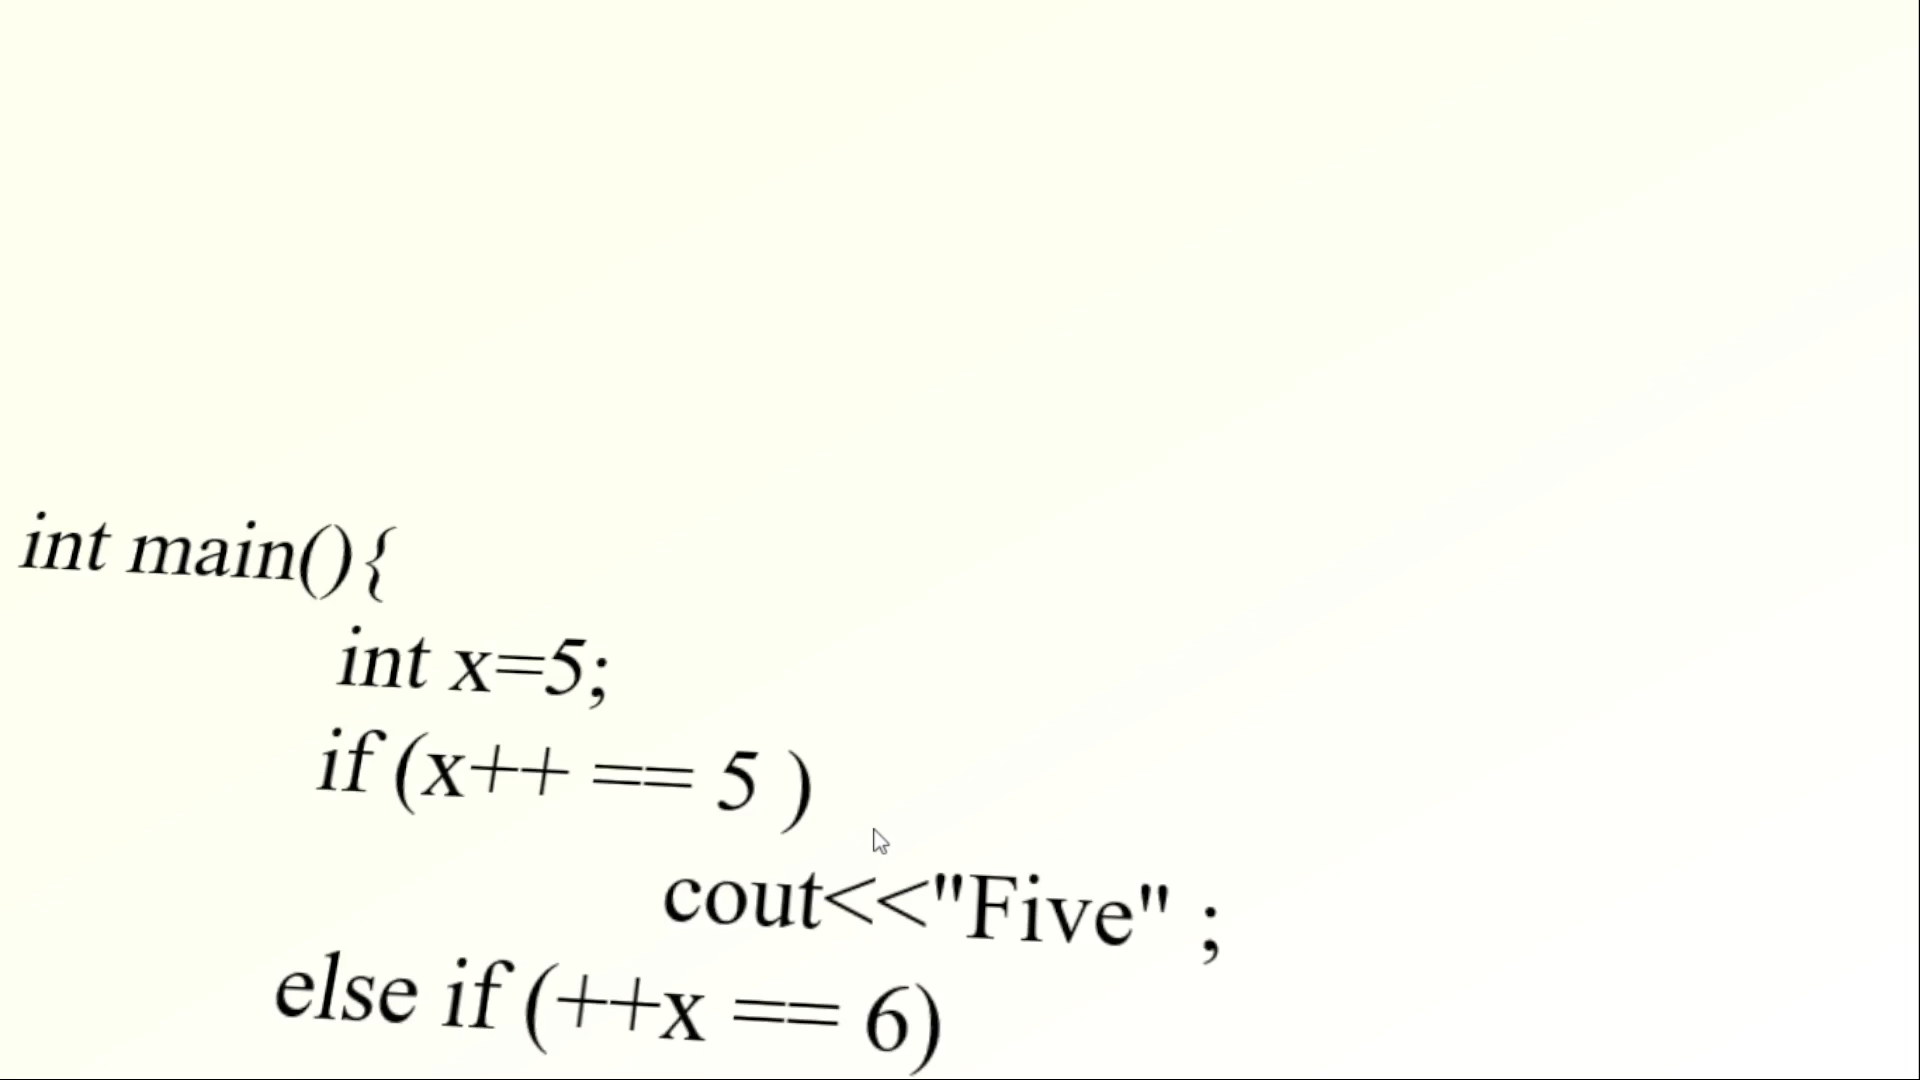 int main(){
int x=5;
if (x++ == 5 )
cout<<"Five" ;
else if (++x == 6)